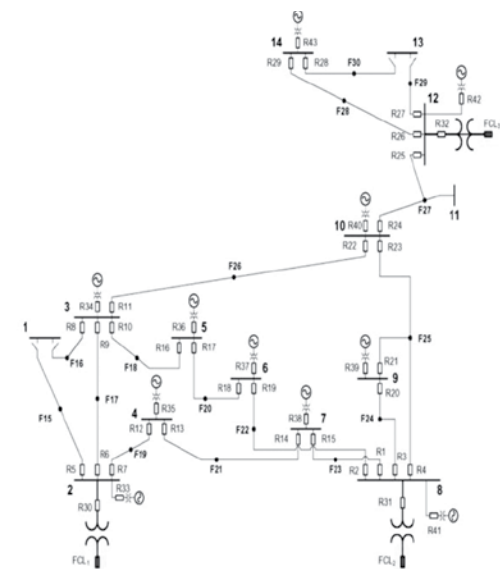 14 R43 13
R29 R28 F30
F29
R42
F28 R27 12
R32 FCL3
R26
R25
F27 11
10 R40 R24
R22 R23
F26
3 R34 R11
R8 R10
R9
1 R36 5
R16 R17
F16 F18
F25
R37 6
R18 R19
R39 R21
9
R20
F15 F17 F20
4 R35
R12 R13
R38 7
R14 R15
F22 F24
R6 F19
R5 R7
F21 F23
R1 R3
R2 R4
2 R33 8
R30 R31
R41
FCL1 FCL2